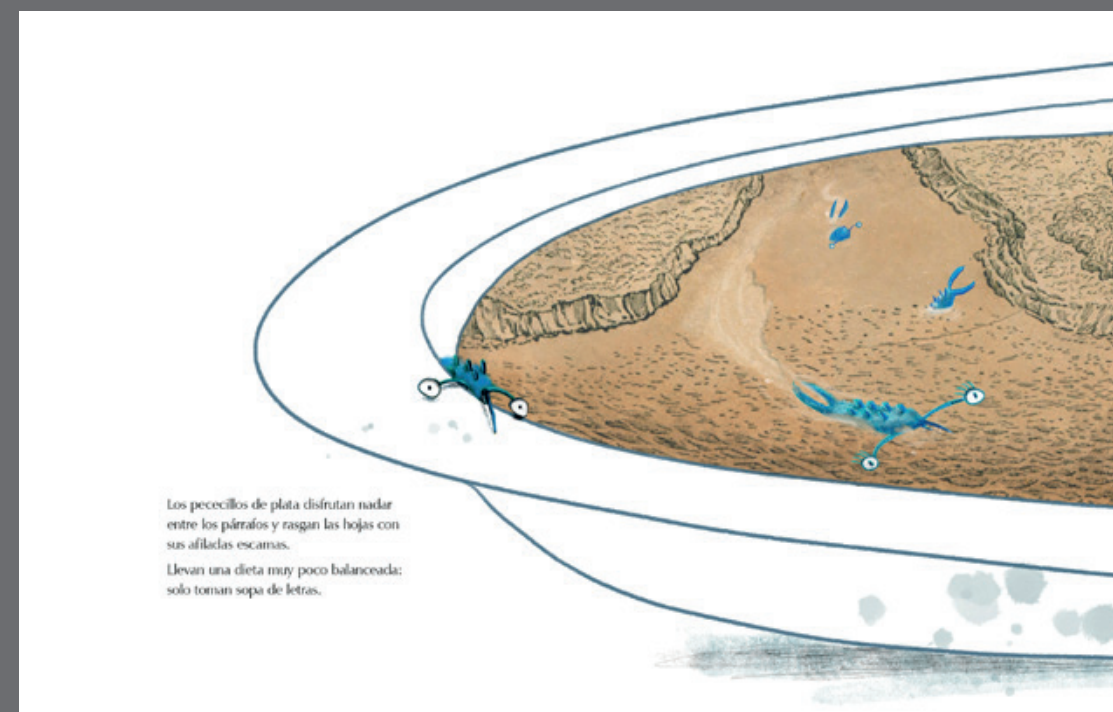 Los pececillos de plata disfrutan nadar
entre los párrafos y rasgan las hojas con
sus afiladas escamas.
Llevan una dieta muy poco balanceada:
solo toman sopa de letras.